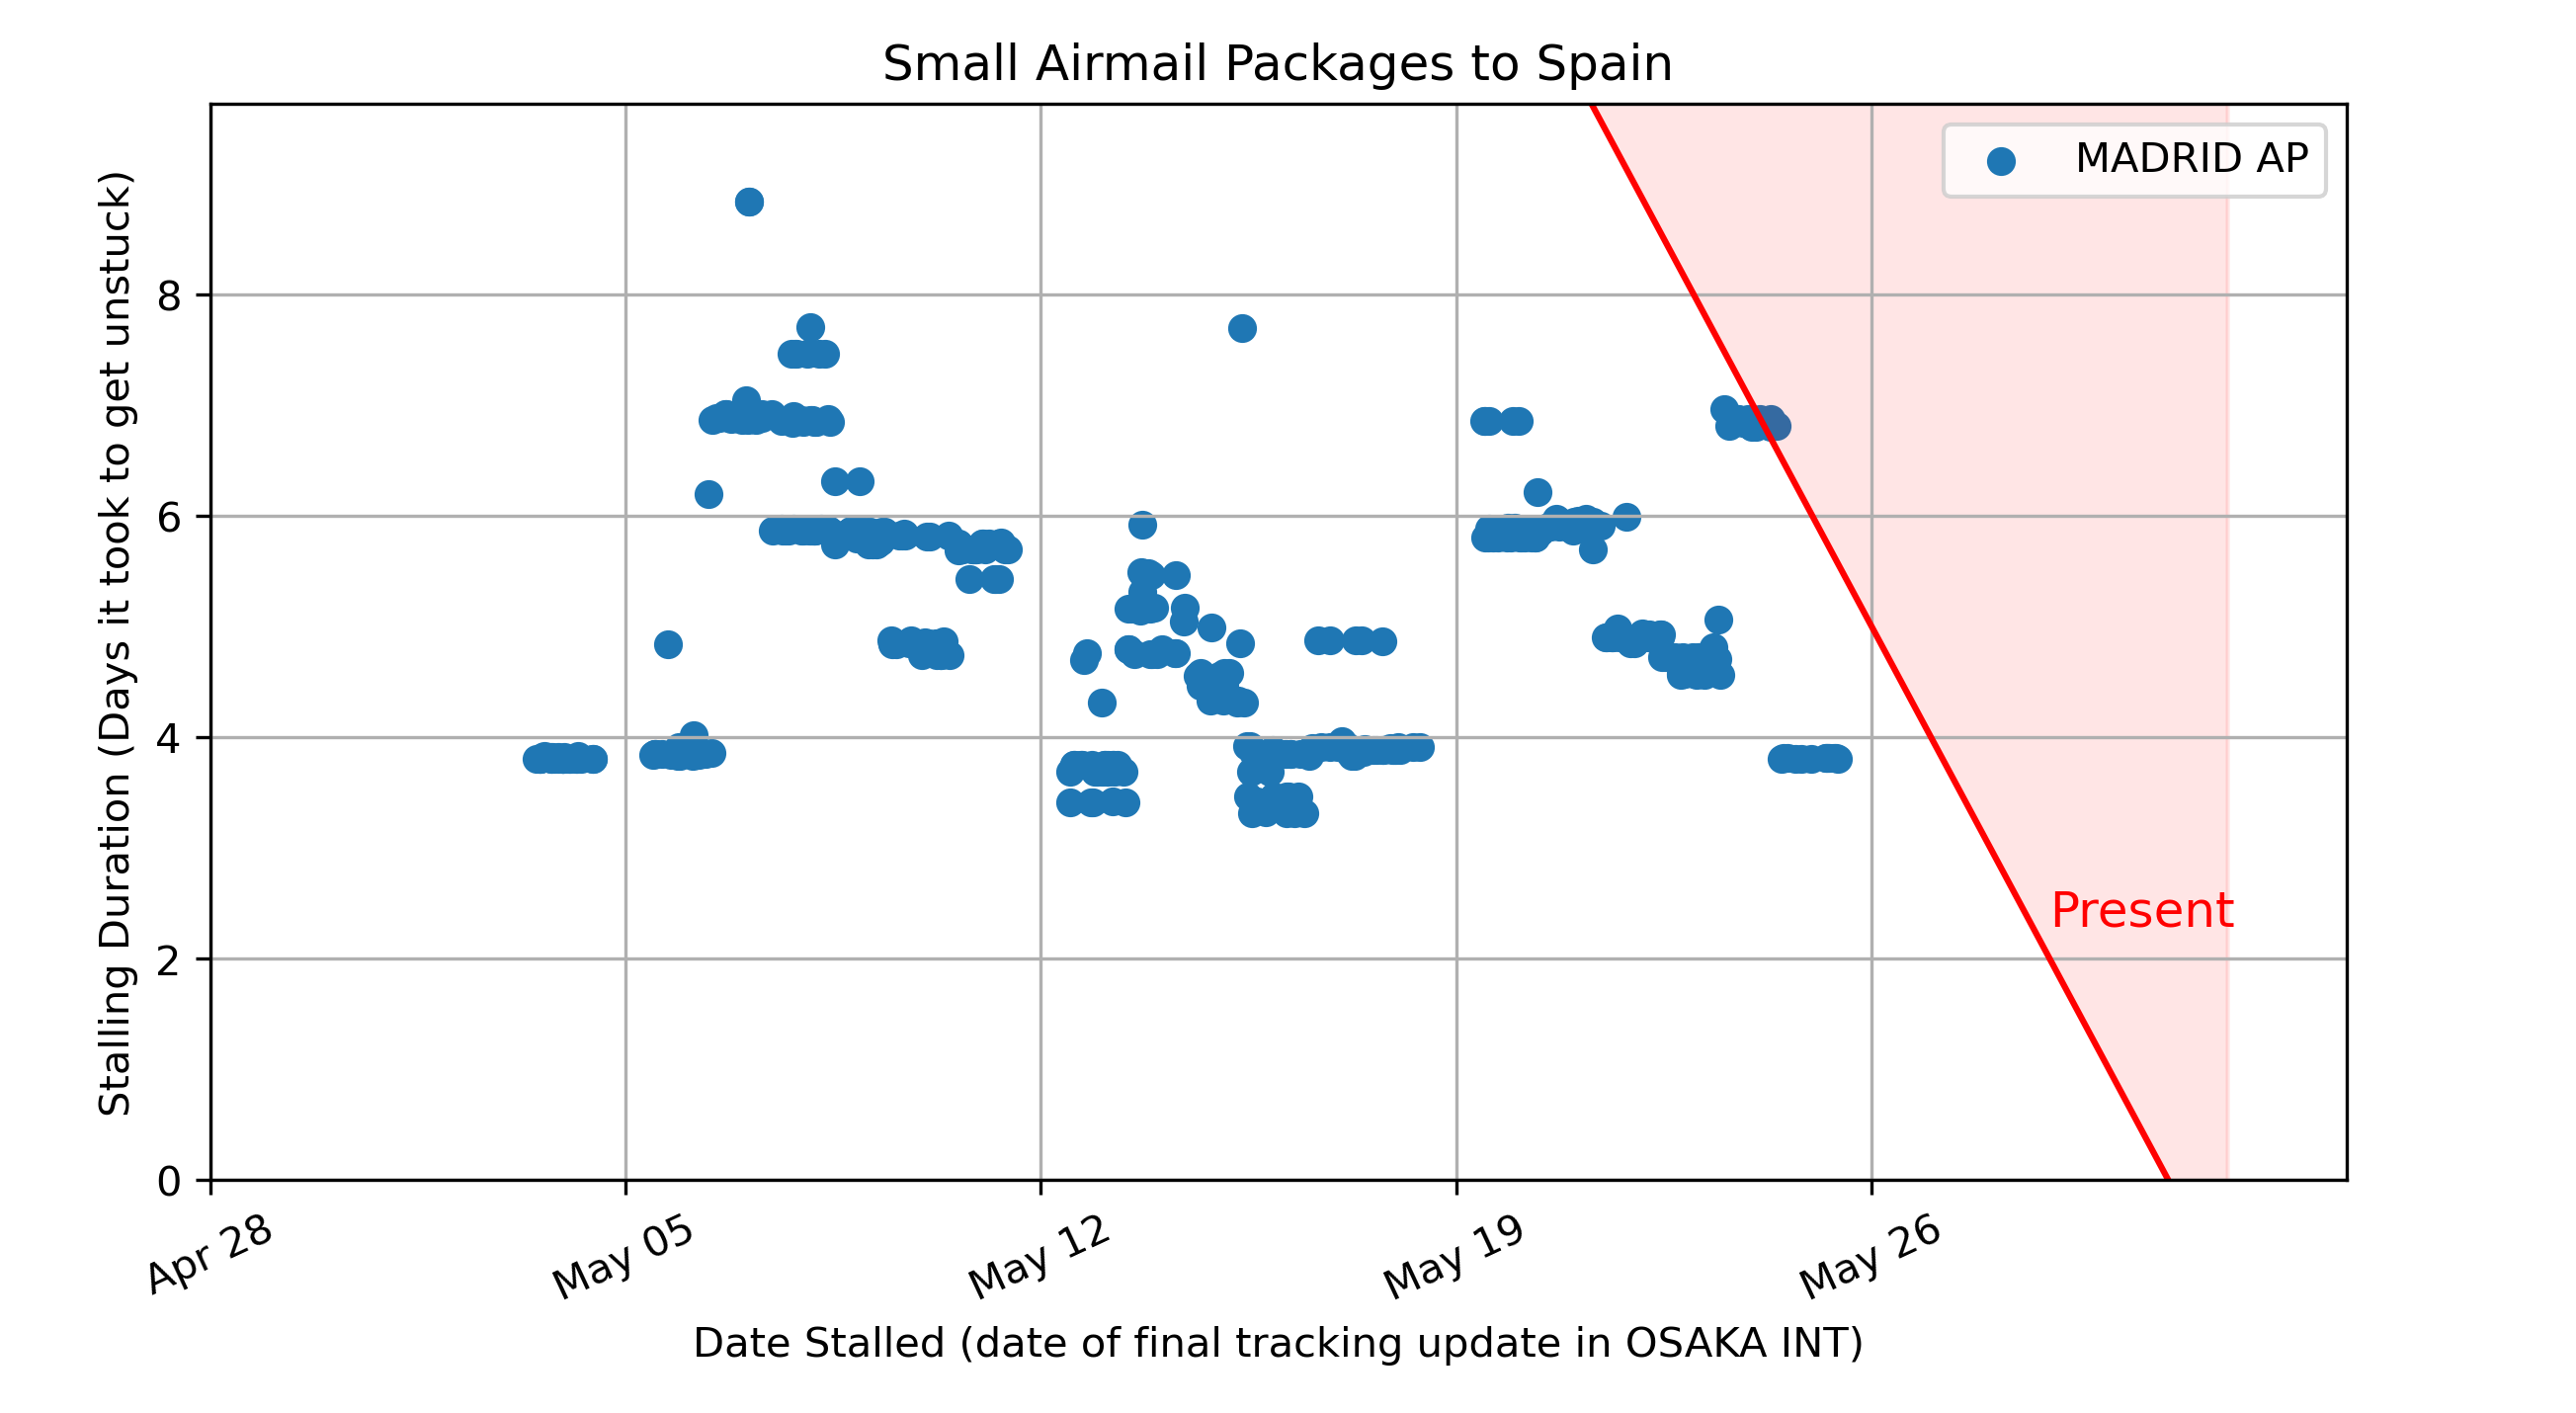 Small Airmail Packages to Spain
MADRID AP
Stalling Duration (Days it took to get unstuck)
8
6
4
2
0
Present
Apr 28
May 05
May 12
May 19
May 26
Date Stalled (date of final tracking update in OSAKA INT)